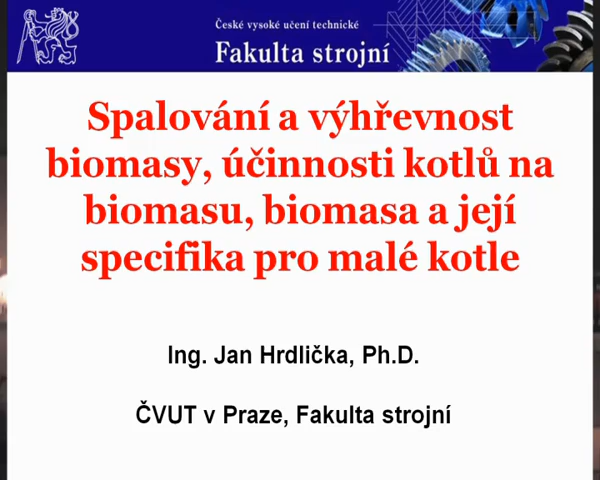 České vysoké učení technické
Fakulta strojní
Spalování a výhřevnost
biomasy, účinnosti kotlů na
biomasu, biomasa a její
specifika pro malé kotle
Ing. Jan Hrdlička, Ph.D.
ČVUT v Praze, Fakulta strojní